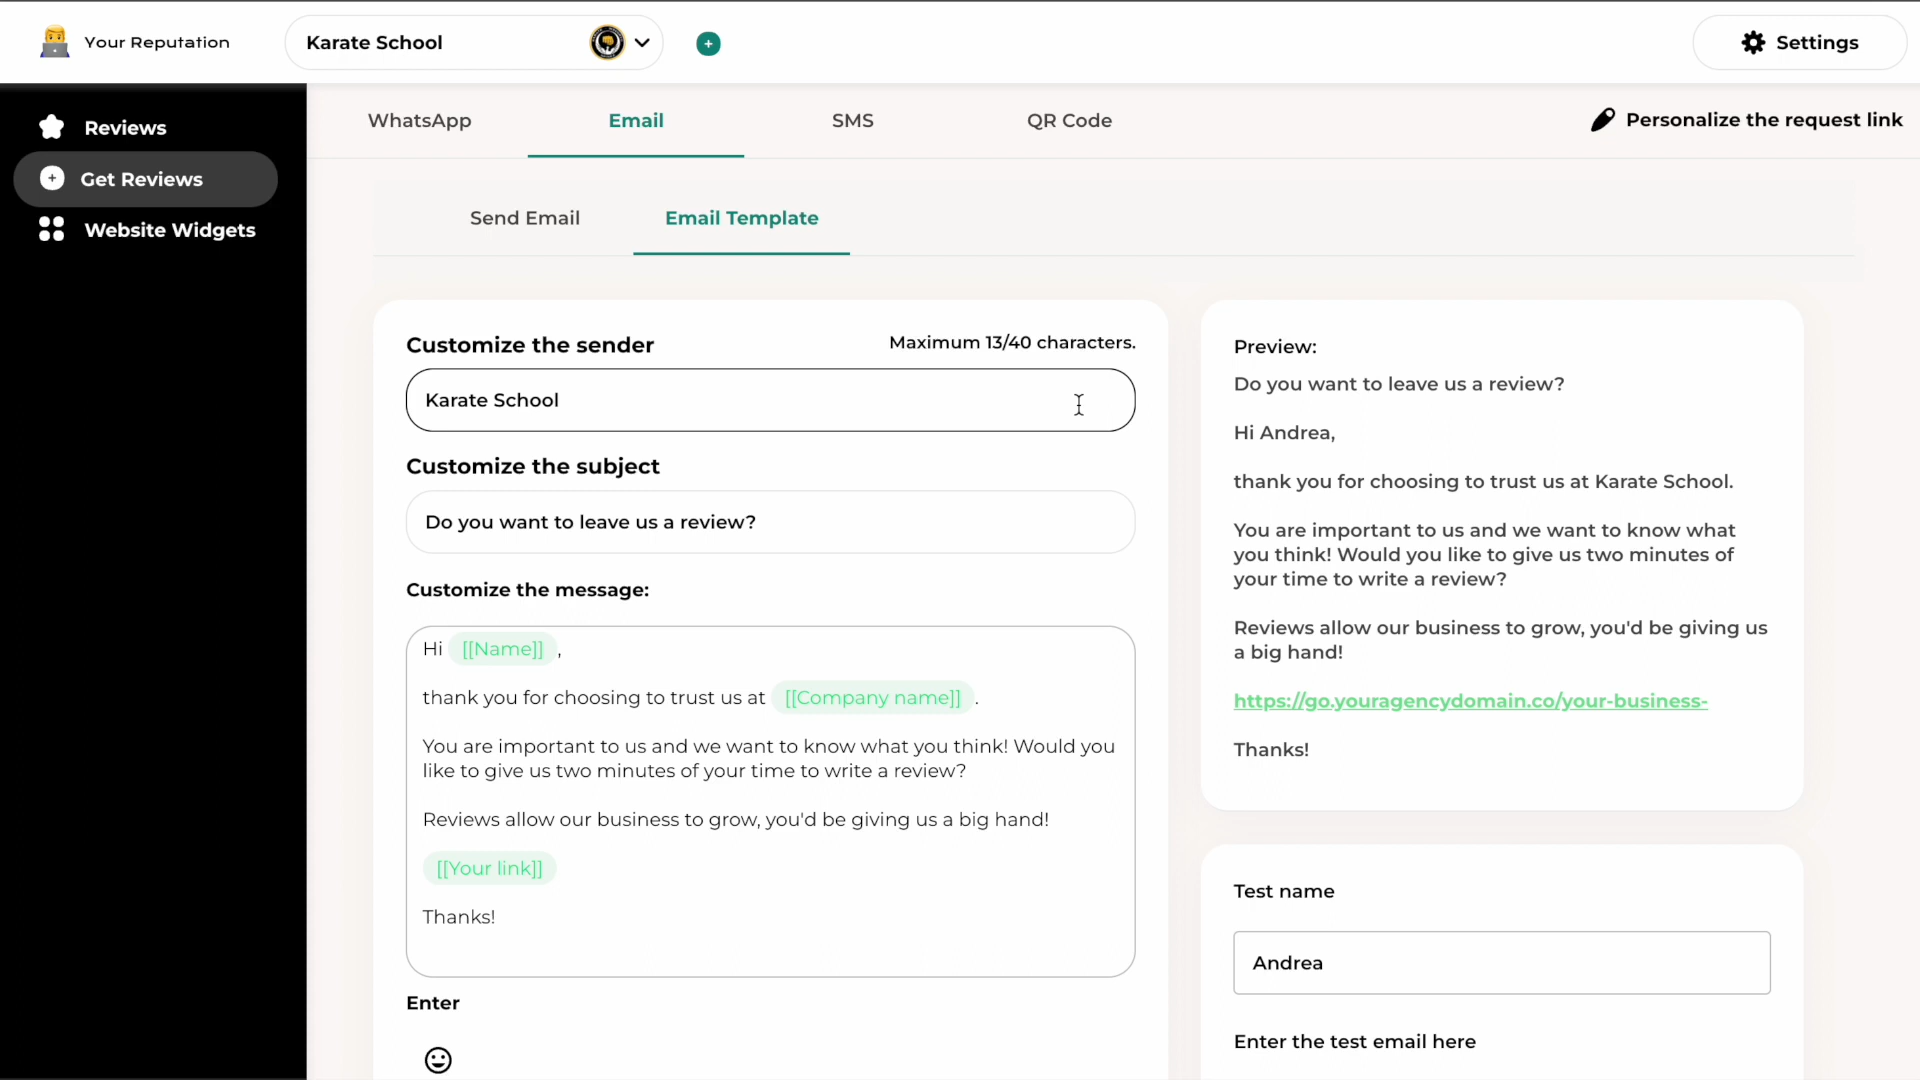 Your Reputation
Karate School
Settings
Reviews
Get Reviews
Website Widgets
WhatsApp
Email
SMS
QR Code
Personalize the request link
Send Email
Email Template
Customize the sender
Maximum 13/40 characters.
Karate School
Customize the subject
Do you want to leave us a review?
Customize the message:
Hi [[Name]] ,
thank you for choosing to trust us at [[Company name]] .
You are important to us and we want to know what you think! Would you
like to give us two minutes of your time to write a review?
Reviews allow our business to grow, you'd be giving us a big hand!
[[Your link]]
Thanks!
Enter
Preview:
Do you want to leave us a review?
Hi Andrea,
thank you for choosing to trust us at Karate School.
You are important to us and we want to know what
you think! Would you like to give us two minutes of
your time to write a review?
Reviews allow our business to grow, you'd be giving us
a big hand!
https://go.youragencydomain.co/your-business-
Thanks!
Test name
Andrea
Enter the test email here